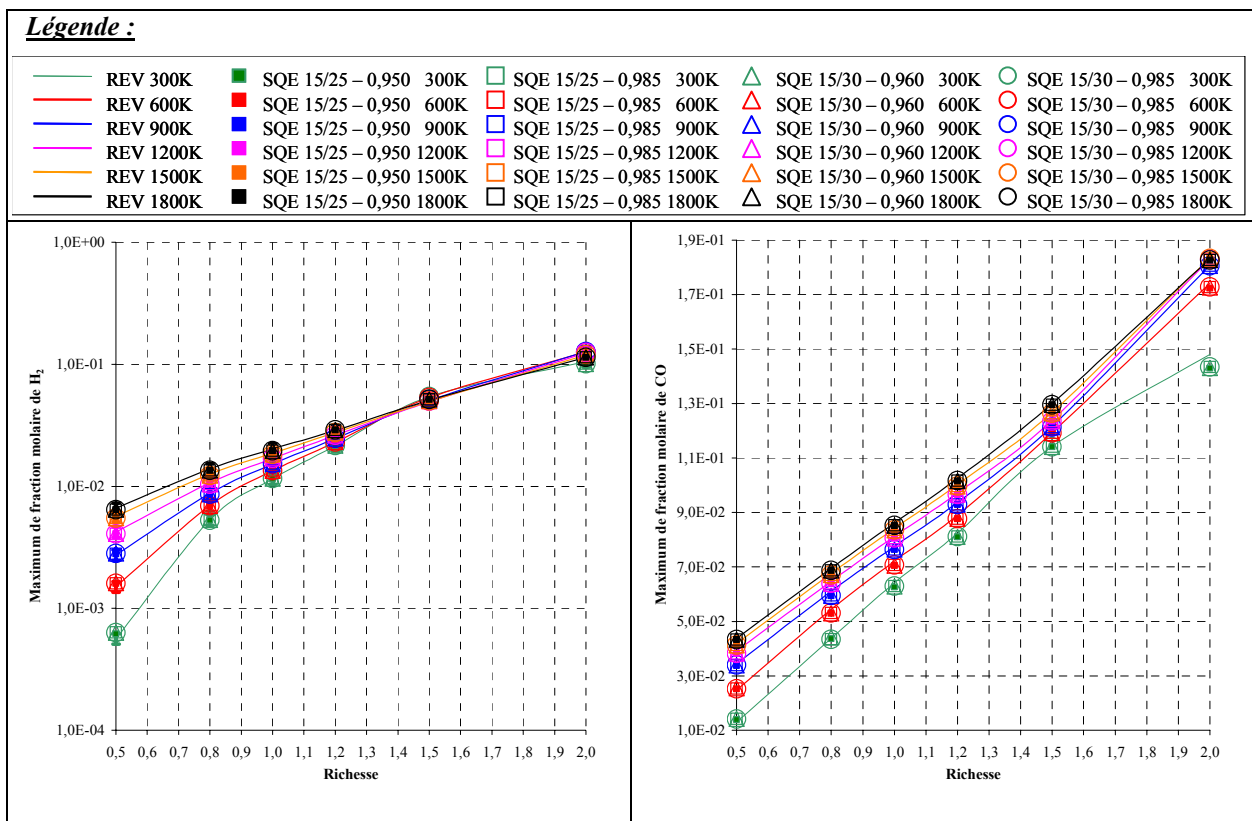 Légende :
REV 300K SQE 15/25 – 0,950 300K SQE 15/25 – 0,985 300K SQE 15/30 – 0,960 300K SQE 15/30 – 0,985 300K
REV 600K SQE 15/25 – 0,950 600K SQE 15/25 – 0,985 600K SQE 15/30 – 0,960 600K SQE 15/30 – 0,985 600K
REV 900K SQE 15/25 – 0,950 900K SQE 15/25 – 0,985 900K SQE 15/30 – 0,960 900K SQE 15/30 – 0,985 900K
REV 1200K SQE 15/25 – 0,950 1200K SQE 15/25 – 0,985 1200K SQE 15/30 – 0,960 1200K SQE 15/30 – 0,985 1200K
REV 1500K SQE 15/25 – 0,950 1500K SQE 15/25 – 0,985 1500K SQE 15/30 – 0,960 1500K SQE 15/30 – 0,985 1500K
REV 1800K SQE 15/25 – 0,950 1800K SQE 15/25 – 0,985 1800K SQE 15/30 – 0,960 1800K SQE 15/30 – 0,985 1800K
Maximum de fraction molaire de H₂
1,0E+00
1,0E-01
1,0E-02
1,0E-03
1,0E-04
0,5 0,6 0,7 0,8 0,9 1,0 1,1 1,2 1,3 1,4 1,5 1,6 1,7 1,8 1,9 2,0
Richesse
Maximum de fraction molaire de CO
1,9E-01
1,7E-01
1,5E-01
1,3E-01
1,1E-01
9,0E-02
7,0E-02
5,0E-02
3,0E-02
1,0E-02
0,5 0,6 0,7 0,8 0,9 1,0 1,1 1,2 1,3 1,4 1,5 1,6 1,7 1,8 1,9 2,0
Richesse